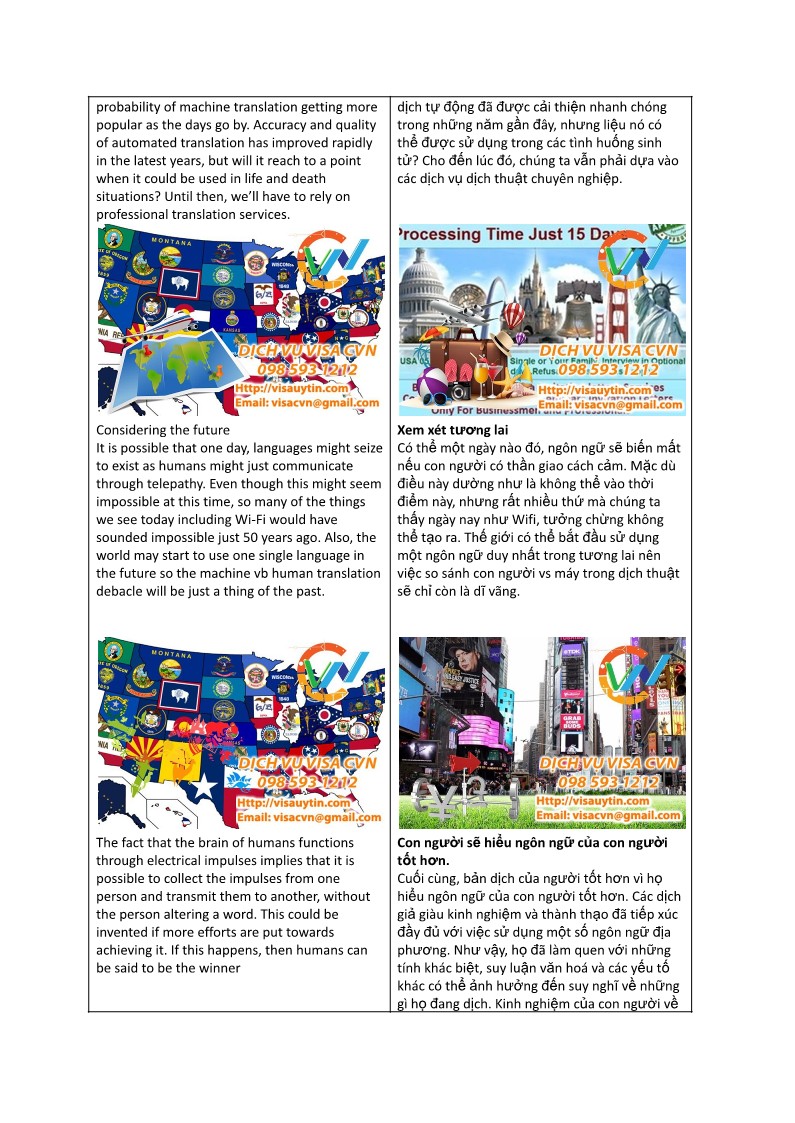 probability of machine translation getting more
popular as the days go by. Accuracy and quality
of automated translation has improved rapidly
in the latest years, but will it reach to a point
when it could be used in life and death
situations? Until then, we’ll have to rely on
professional translation services.
MONTANA
WISCONS
1848
KANSAS
DỊCH VỤ VISA CVN
098 593 1212
Http://visauytin.com
Email: visacvn@gmail.com
Considering the future
It is possible that one day, languages might seize
to exist as humans might just communicate
through telepathy. Even though this might seem
impossible at this time, so many of the things
we see today including Wi-Fi would have
sounded impossible just 50 years ago. Also, the
world may start to use one single language in
the future so the machine vb human translation
debacle will be just a thing of the past.
MONTANA
WISCONS
1848
DỊCH VỤ VISA CVN
098 593 1212
Http://visauytin.com
Email: visacvn@gmail.com
The fact that the brain of humans functions
through electrical impulses implies that it is
possible to collect the impulses from one
person and transmit them to another, without
the person altering a word. This could be
invented if more efforts are put towards
achieving it. If this happens, then humans can
be said to be the winner
dịch tự động đã được cải thiện nhanh chóng
trong những năm gần đây, nhưng liệu nó có
thể được sử dụng trong các tình huống sinh
tử? Cho đến lúc đó, chúng ta vẫn phải dựa vào
các dịch vụ dịch thuật chuyên nghiệp.
Processing Time Just 15 Days
Single or Your Family Interview in Optional
DỊCH VỤ VISA CVN
098 593 1212
Http://visauytin.com
Email: visacvn@gmail.com
Only For Businessmen and
Xem xét tương lai
Có thể một ngày nào đó, ngôn ngữ sẽ biến mất
nếu con người có thần giao cách cảm. Mặc dù
điều này dường như là không thể vào thời
điểm này, nhưng rất nhiều thứ mà chúng ta
thấy ngày nay như Wifi, tưởng chừng không
thể tạo ra. Thế giới có thể bắt đầu sử dụng
một ngôn ngữ duy nhất trong tương lai nên
việc so sánh con người vs máy trong dịch thuật
sẽ chỉ còn là dĩ vãng.
JUSTICE
TDK
GRAB
SOME
BUDS
DỊCH VỤ VISA CVN
098 593 1212
Http://visauytin.com
Email: visacvn@gmail.com
Con người sẽ hiểu ngôn ngữ của con người
tốt hơn.
Cuối cùng, bản dịch của người tốt hơn vì họ
hiểu ngôn ngữ của con người tốt hơn. Các dịch
giả giàu kinh nghiệm và thành thạo đã tiếp xúc
đầy đủ với việc sử dụng một số ngôn ngữ địa
phương. Như vậy, họ đã làm quen với những
tính khác biệt, suy luận văn hoá và các yếu tố
khác có thể ảnh hưởng đến suy nghĩ về những
gì họ đang dịch. Kinh nghiệm của con người về